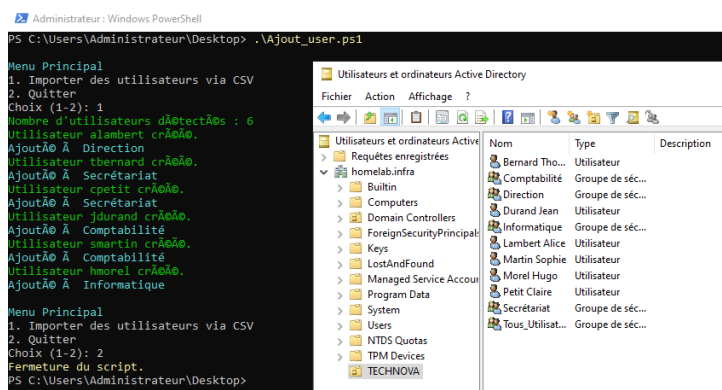 Administrateur : Windows PowerShell
PS C:\Users\Administrateur\Desktop> .\Ajout_user.ps1
Menu Principal
1. Importer des utilisateurs via CSV
2. Quitter
Choix (1-2): 1
Nombre d'utilisateurs dÃ©tectÃ©s : 6
Utilisateur alambert crÃ©Ã©.
AjoutÃ© Ã  Direction
Utilisateur tbernard crÃ©Ã©.
AjoutÃ© Ã  Secrétariat
Utilisateur cpetit crÃ©Ã©.
AjoutÃ© Ã  Secrétariat
Utilisateur jdurand crÃ©Ã©.
AjoutÃ© Ã  Comptabilité
Utilisateur smartin crÃ©Ã©.
AjoutÃ© Ã  Comptabilité
Utilisateur hmorel crÃ©Ã©.
AjoutÃ© Ã  Informatique
Menu Principal
1. Importer des utilisateurs via CSV
2. Quitter
Choix (1-2): 2
Fermeture du script.
PS C:\Users\Administrateur\Desktop>
Utilisateurs et ordinateurs Active Directory
Fichier Action Affichage ?
Utilisateurs et ordinateurs Active
Requêtes enregistrées
homelab.infra
Builtin
Computers
Domain Controllers
ForeignSecurityPrincipals
Keys
LostAndFound
Managed Service Accour
Program Data
System
Users
NTDS Quotas
TPM Devices
TECHNOVA
Nom Type Description
Bernard Tho... Utilisateur
Comptabilité Groupe de séc...
Direction Groupe de séc...
Durand Jean Utilisateur
Informatique Groupe de séc...
Lambert Alice Utilisateur
Martin Sophie Utilisateur
Morel Hugo Utilisateur
Petit Claire Utilisateur
Secrétariat Groupe de séc...
Tous_Utilisat... Groupe de séc...